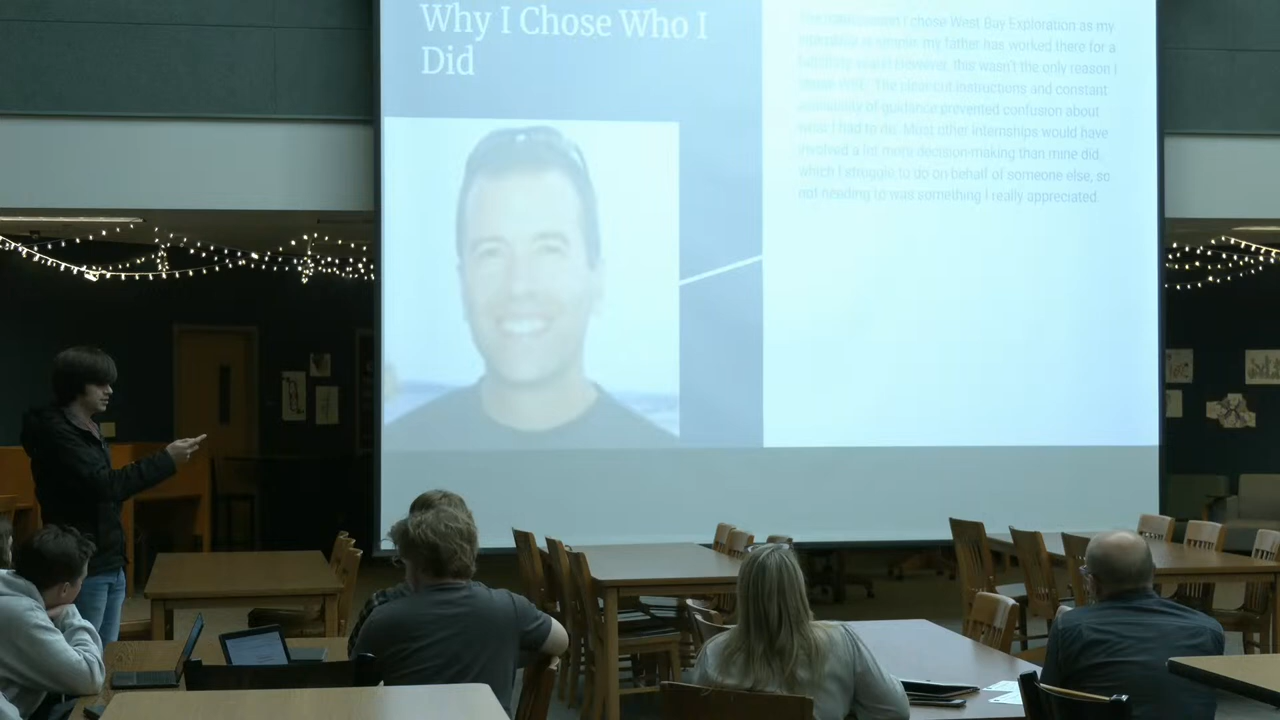 Why I Chose Who I
Did
I chose West Bay Exploration as my
my father has worked there for a
However, this wasn't the only reason I
The clear cut instructions and constant
of guidance prevented confusion about
what I had to do. Most other internships would have
involved a lot more decision-making than mine did,
which I struggle to do on behalf of someone else, so
not needing to was something I really appreciated.